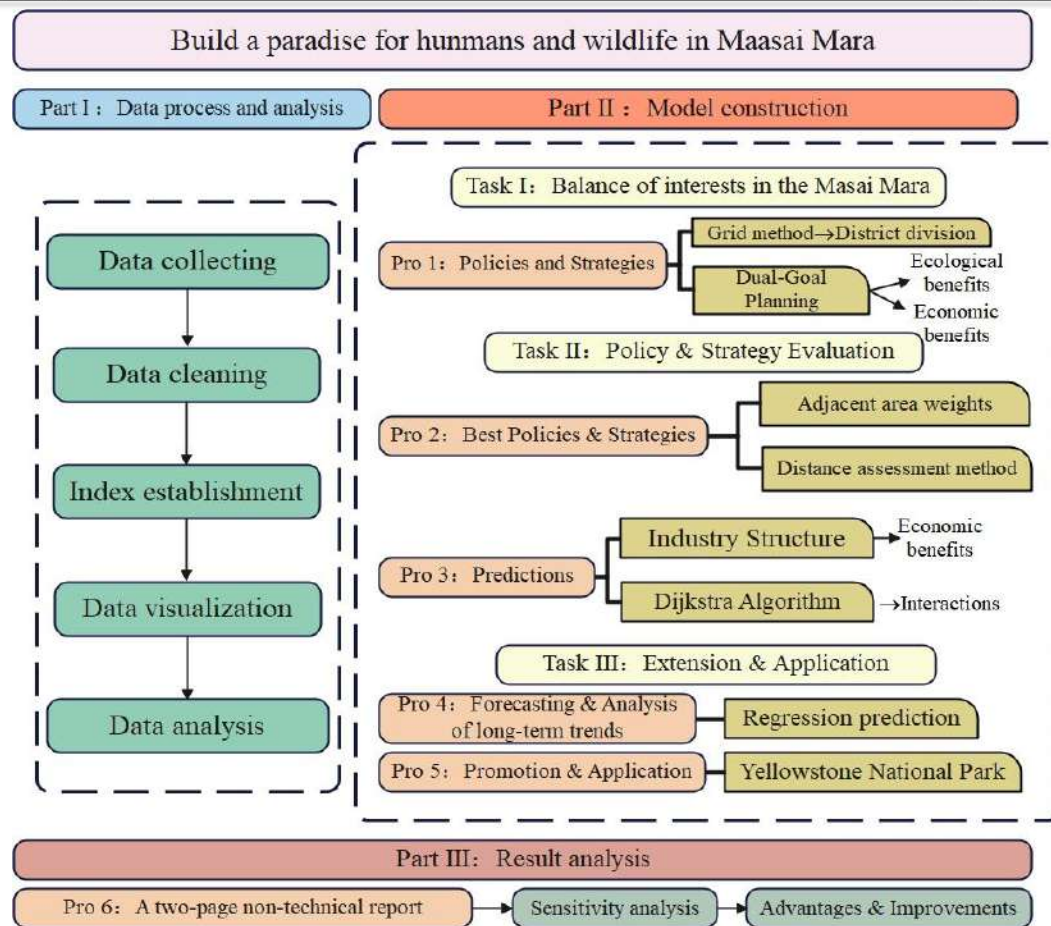 Build a paradise for hunmans and wildlife in Maasai Mara
Part I： Data process and analysis
Part II： Model construction
Data collecting
Data cleaning
Index establishment
Data visualization
Data analysis
Task I： Balance of interests in the Masai Mara
Pro 1： Policies and Strategies
Grid method→District division
Dual-Goal
Planning
Ecological
benefits
Economic
benefits
Task II： Policy & Strategy Evaluation
Pro 2： Best Policies & Strategies
Adjacent area weights
Distance assessment method
Pro 3： Predictions
Industry Structure
Economic
benefits
Dijkstra Algorithm
→Interactions
Task III： Extension & Application
Pro 4： Forecasting & Analysis
of long-term trends
Regression prediction
Pro 5： Promotion & Application
Yellowstone National Park
Part III： Result analysis
Pro 6： A two-page non-technical report
Sensitivity analysis
Advantages & Improvements